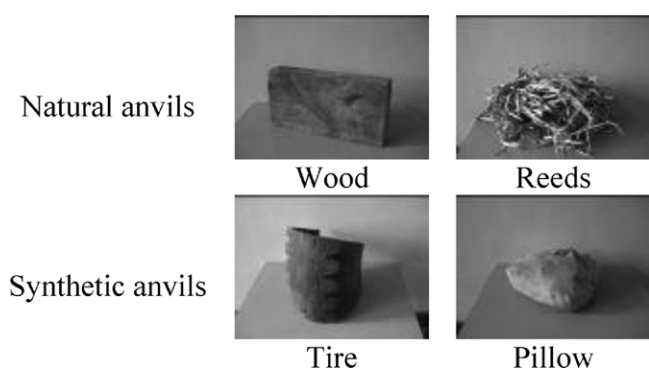 Natural anvils
Wood
Reeds
Synthetic anvils
Tire
Pillow